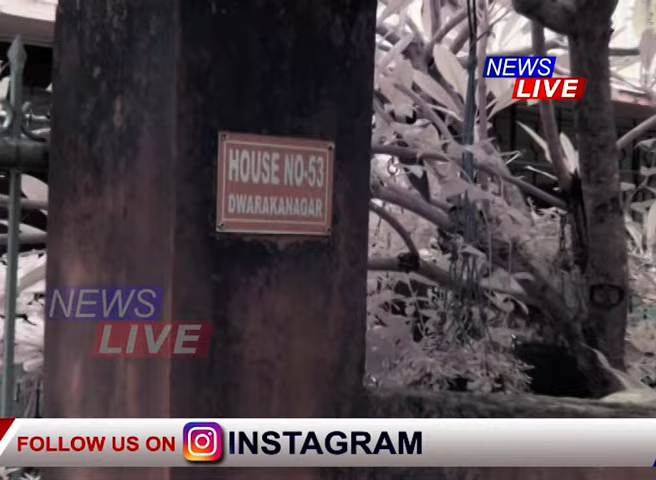 NEWS
LIVE
HOUSE NO-53
DWARAKANAGAR
NEWS
LIVE
FOLLOW US ON INSTAGRAM